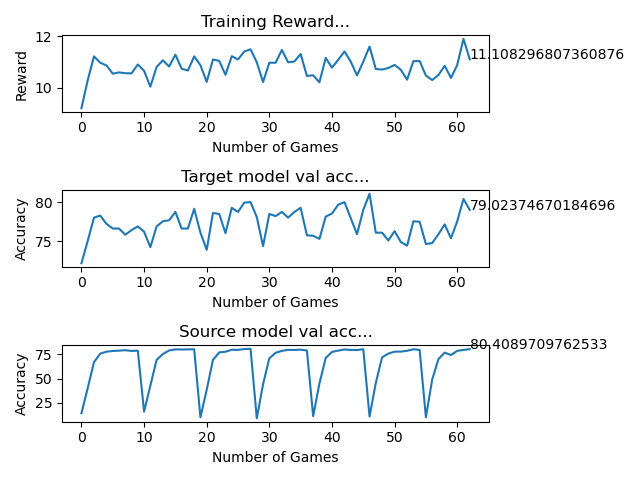 Training Reward...
12
10
Reward
11.108296807360876
0 10 20 30 40 50 60
Number of Games
Target model val acc...
80
75
Accuracy
79.02374670184696
0 10 20 30 40 50 60
Number of Games
Source model val acc...
75
50
25
Accuracy
80.4089709762533
0 10 20 30 40 50 60
Number of Games